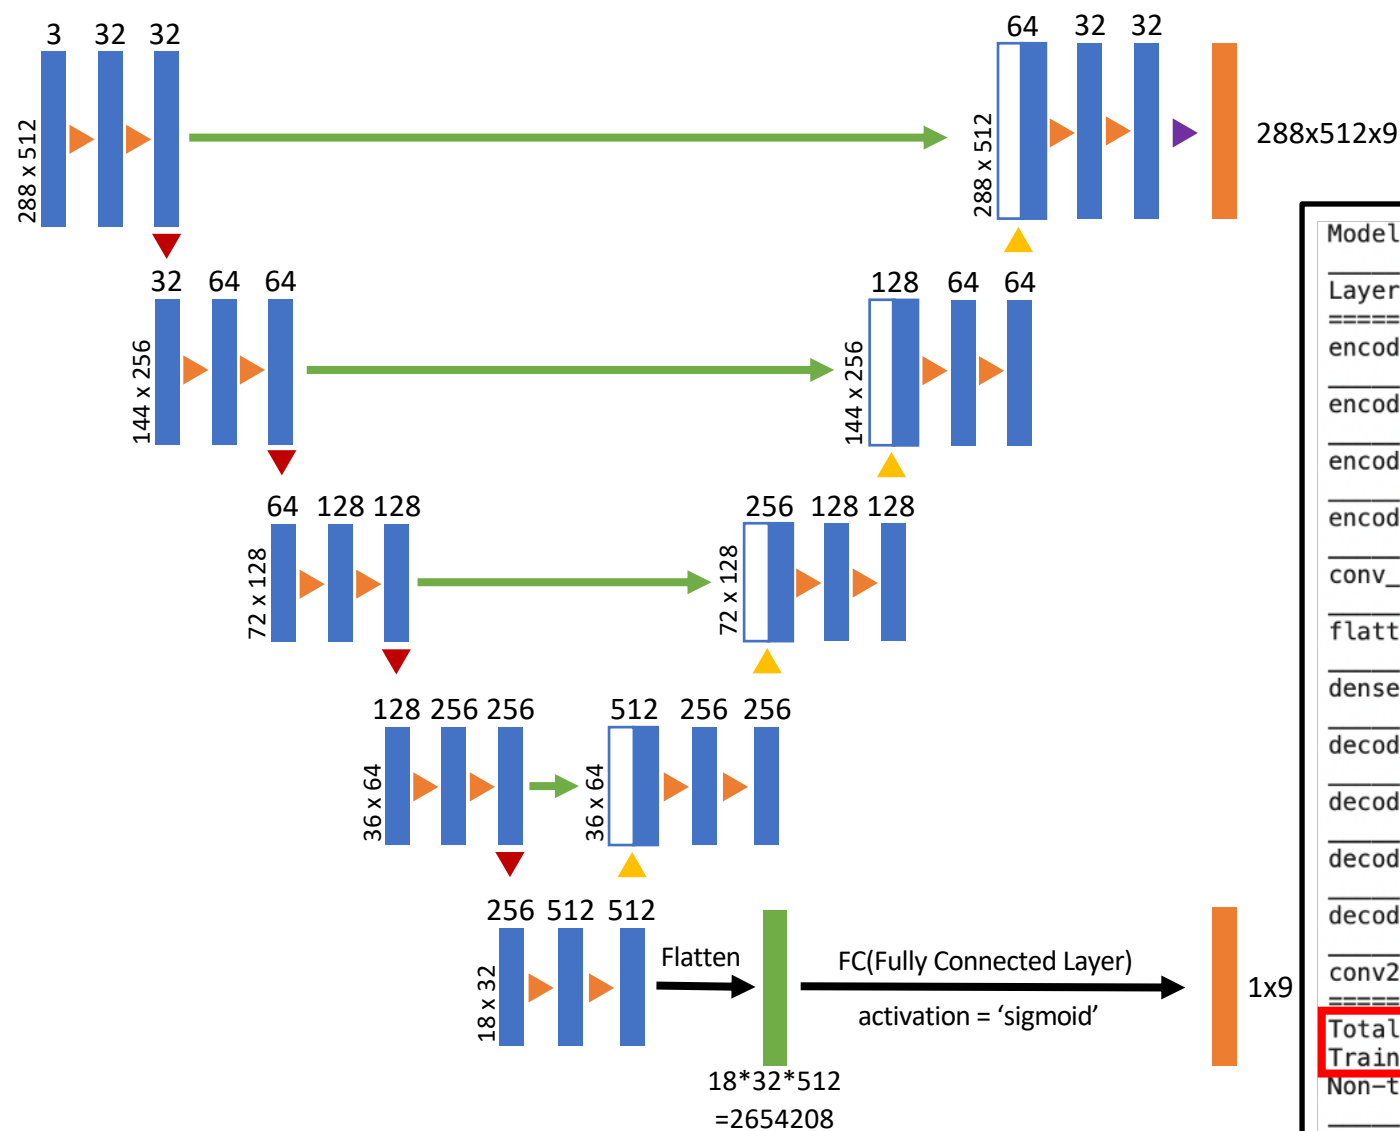 3 32 32
288 x 512
64 32 32
288 x 512
288x512x9
32 64 64
144 x 256
128 64 64
144 x 256
64 128 128
72 x 128
256 128 128
72 x 128
128 256 256
36 x 64
512 256 256
36 x 64
256 512 512
18 x 32
Flatten
FC(Fully Connected Layer)
activation = ‘sigmoid’
1x9
18*32*512
=2654208
Model
Layer
======
encod
encod
encod
encod
conv_
flatt
dense
decod
decod
decod
decod
conv2
======
Total
Train
Non-t